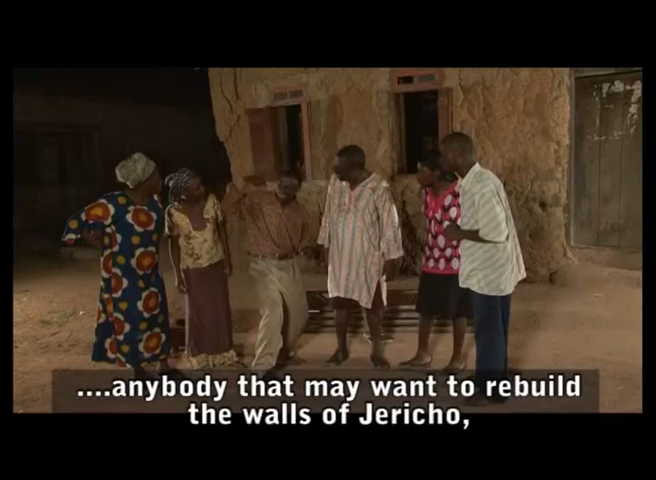 ....anybody that may want to rebuild
the walls of Jericho,